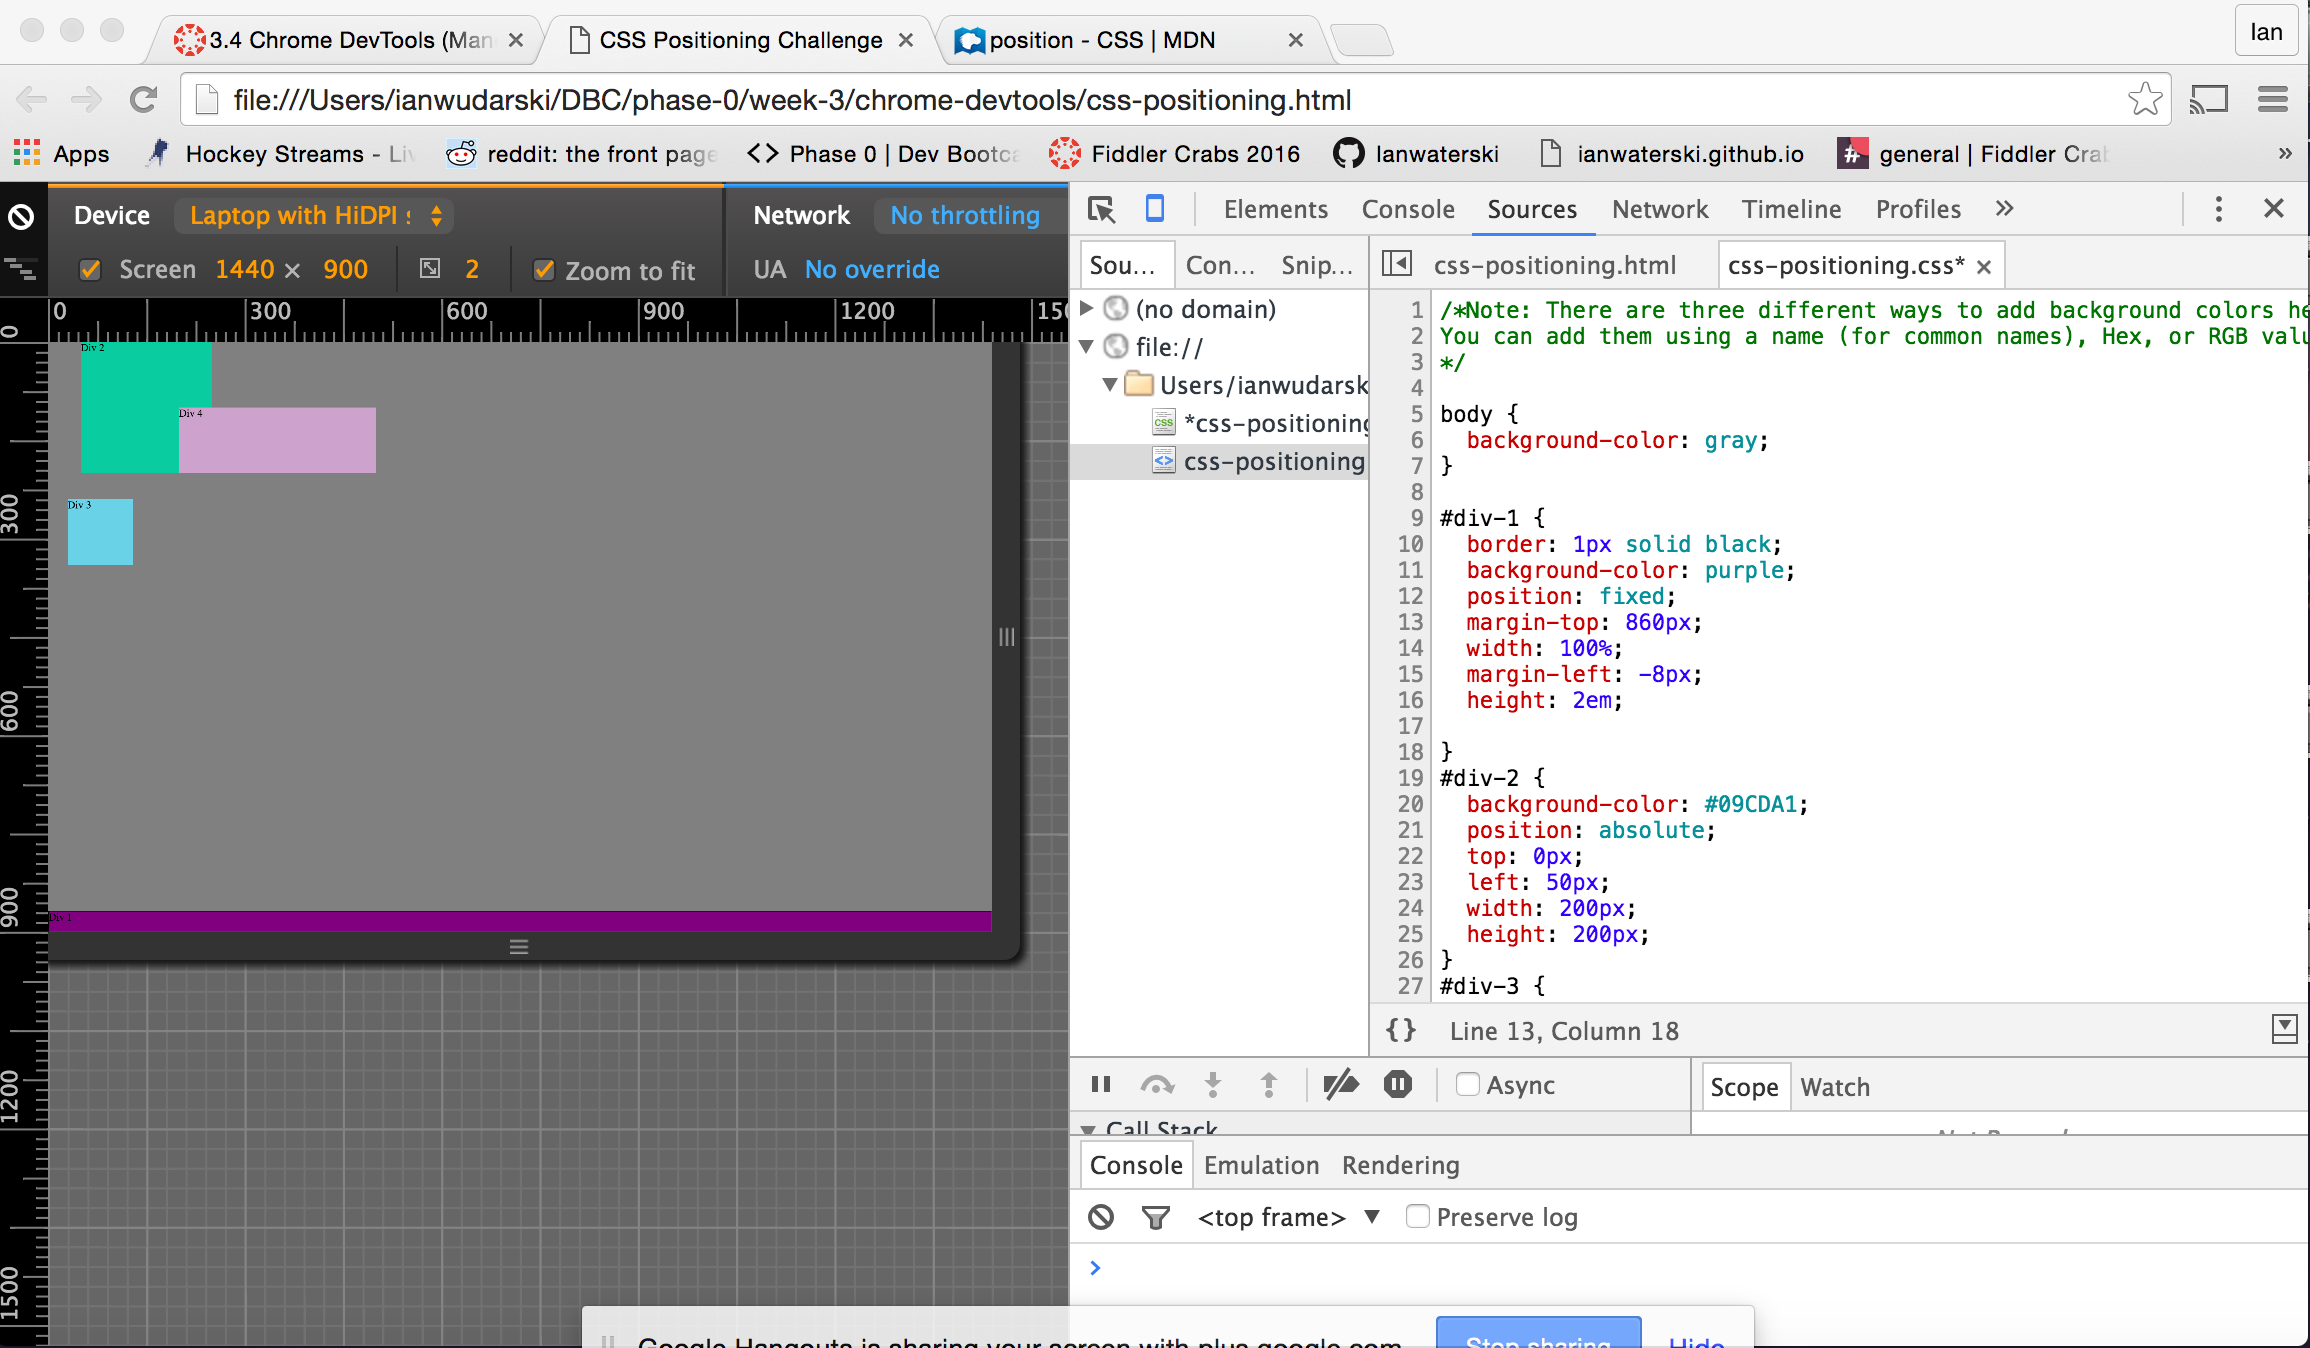 3.4 Chrome DevTools (Man
CSS Positioning Challenge
position - CSS | MDN
Ian
file:///Users/ianwudarski/DBC/phase-0/week-3/chrome-devtools/css-positioning.html
Apps
Hockey Streams - Liv
reddit: the front page
<> Phase 0 | Dev Bootca
Fiddler Crabs 2016
Ianwaterski
ianwaterski.github.io
# general | Fiddler Crab
»
Device
Laptop with HiDPI
Network
No throttling
Screen 1440 × 900
2
Zoom to fit
UA No override
0 300 600 900 1200
0
300
600
900
1200
1500
Div 2
Div 4
Div 3
Div 1
Elements Console Sources Network Timeline Profiles »
Sou... Con... Snip...
css-positioning.html
css-positioning.css* ×
(no domain)
file://
Users/ianwudarsk
*css-positioning
css-positioning
1 /*Note: There are three different ways to add background colors he
2 You can add them using a name (for common names), Hex, or RGB valu
3 */
4
5 body {
6 background-color: gray;
7 }
8
9 #div-1 {
10 border: 1px solid black;
11 background-color: purple;
12 position: fixed;
13 margin-top: 860px;
14 width: 100%;
15 margin-left: -8px;
16 height: 2em;
17
18 }
19 #div-2 {
20 background-color: #09CDA1;
21 position: absolute;
22 top: 0px;
23 left: 50px;
24 width: 200px;
25 height: 200px;
26 }
27 #div-3 {
{} Line 13, Column 18
Async
Scope Watch
Call Stack
Console Emulation Rendering
<top frame> ▼
Preserve log
>
Google Hangouts is sharing your screen with plus.google.com
Stop sharing
Hide